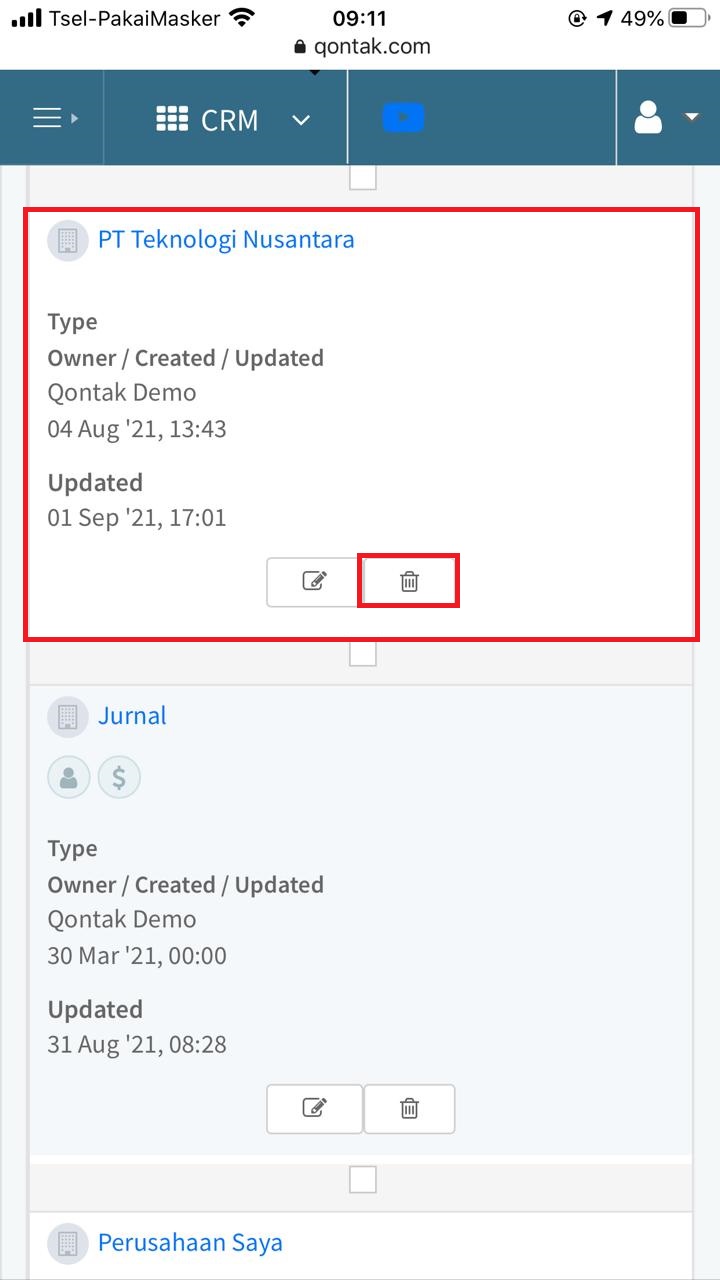 Tsel-PakaiMasker 09:11 49%
qontak.com
CRM
PT Teknologi Nusantara
Type
Owner / Created / Updated
Qontak Demo
04 Aug '21, 13:43
Updated
01 Sep '21, 17:01
Jurnal
$
Type
Owner / Created / Updated
Qontak Demo
30 Mar '21, 00:00
Updated
31 Aug '21, 08:28
Perusahaan Saya